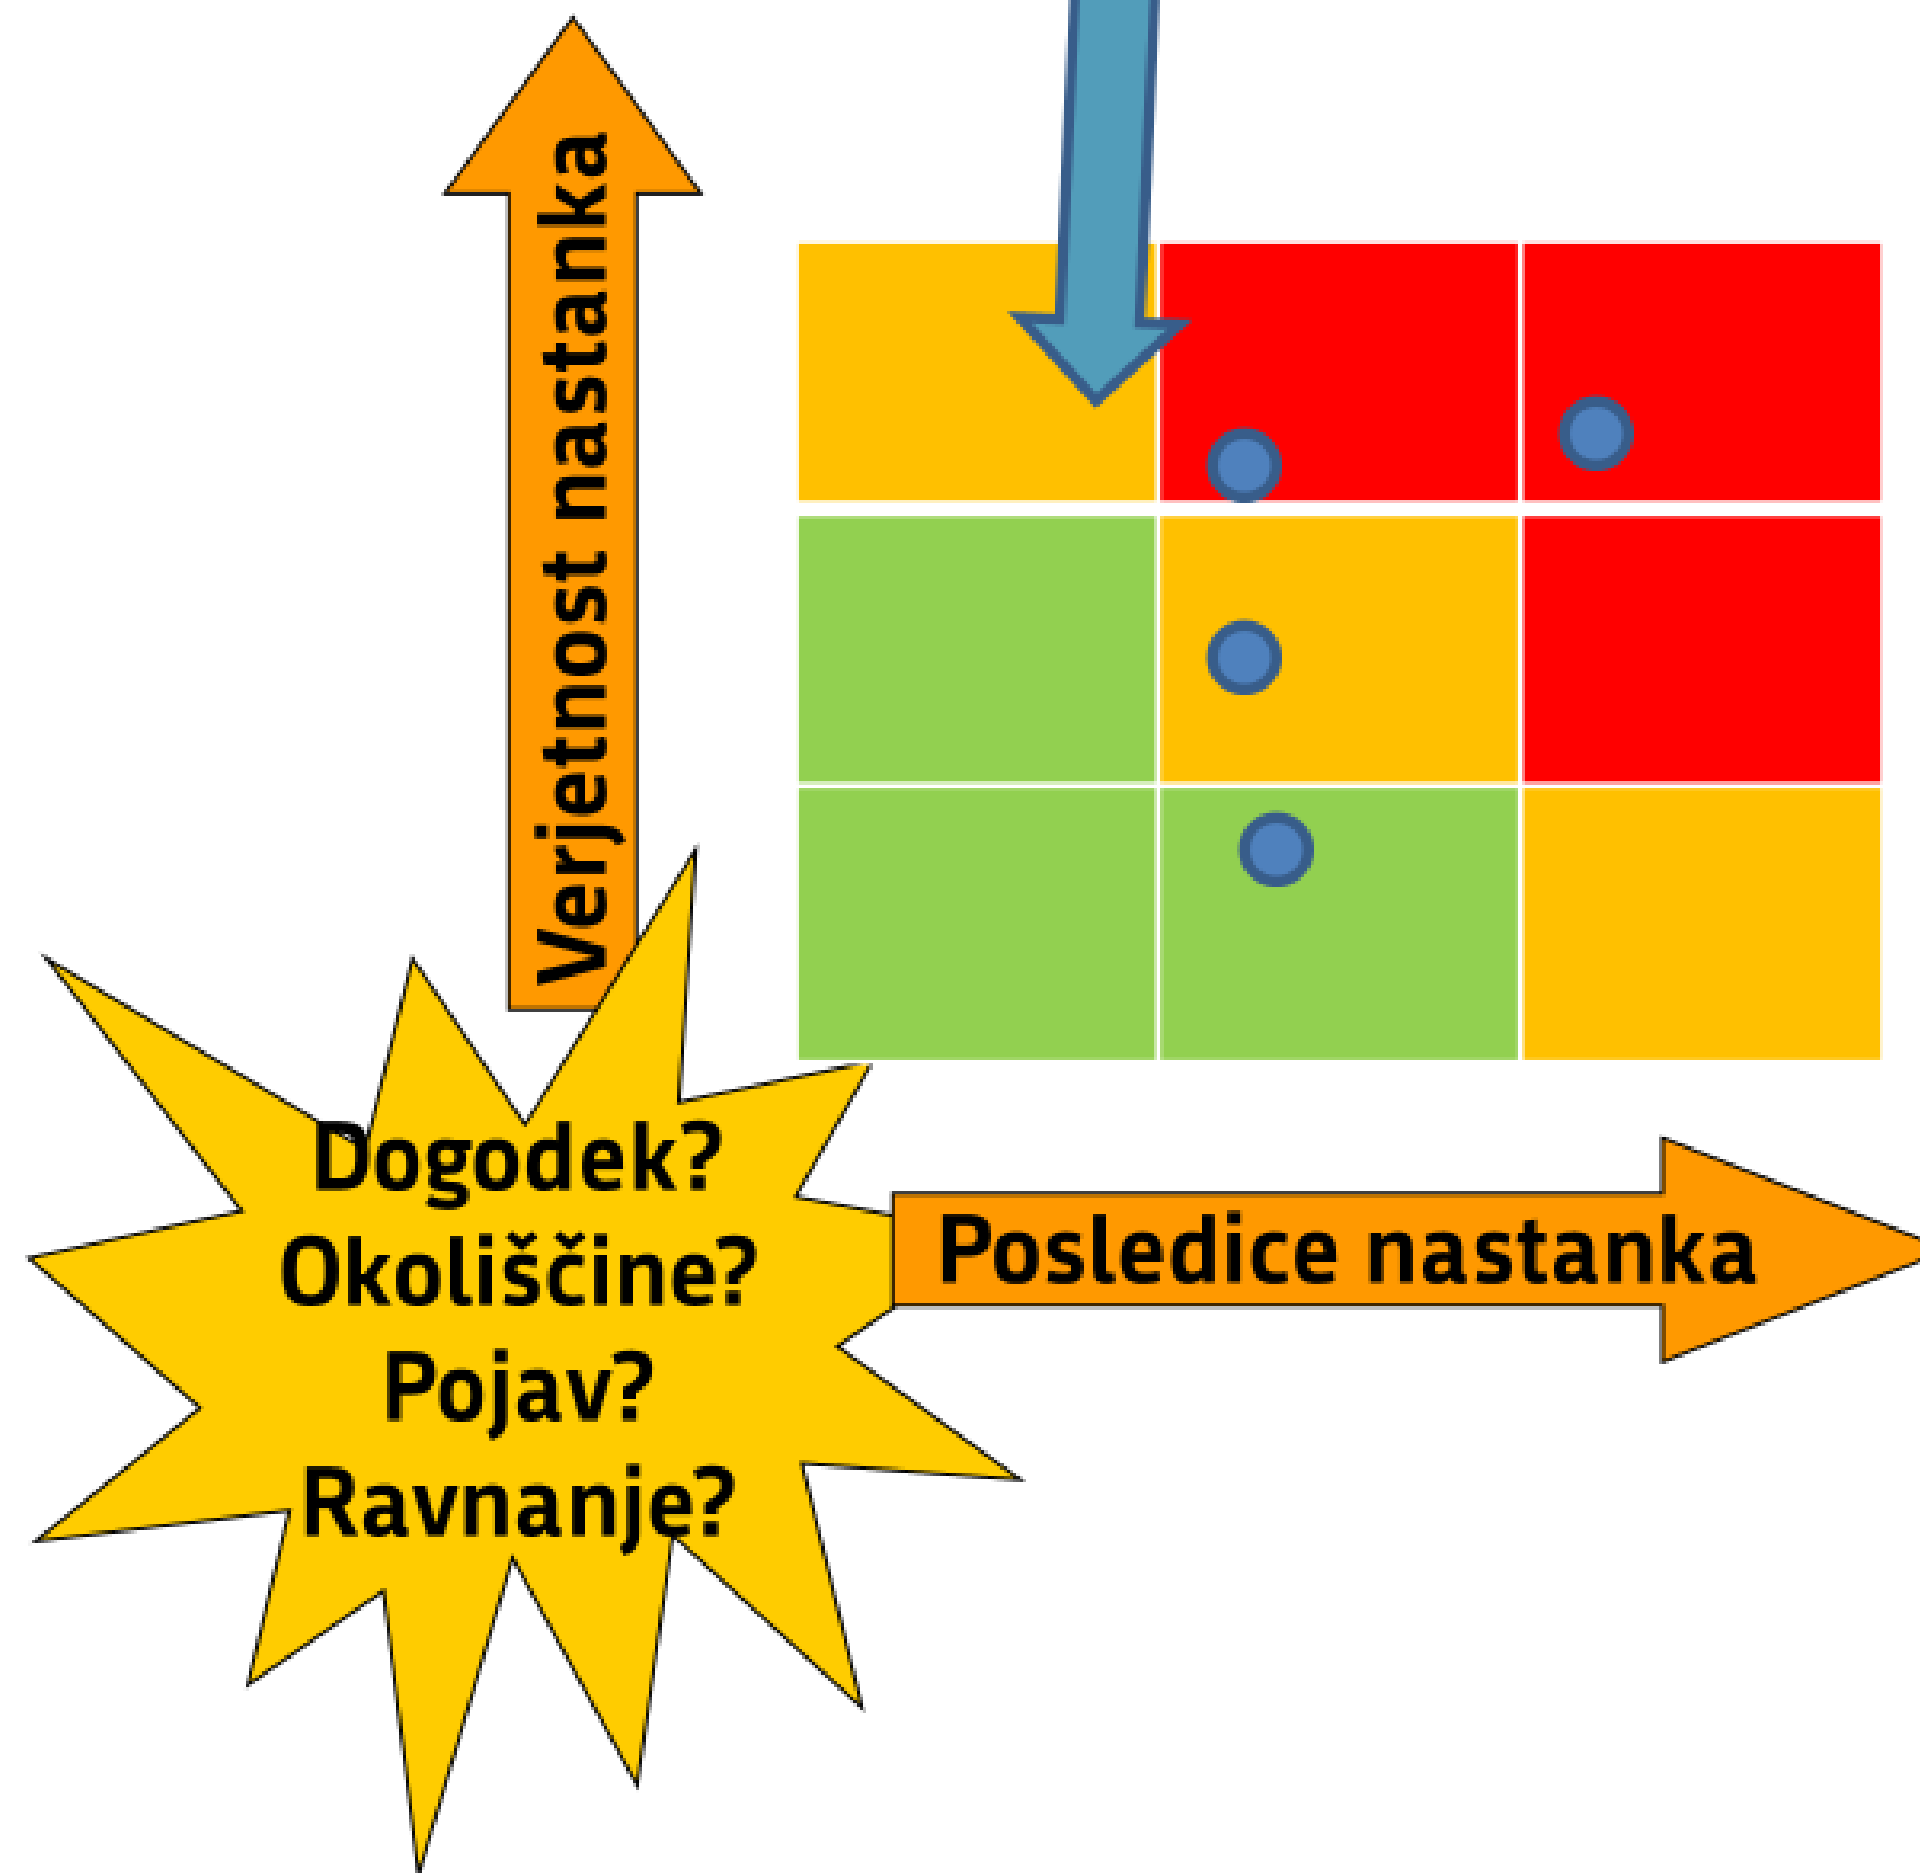 Verjetnost nastanka
Dogodek?
Okoliščine?
Pojav?
Ravnanje?
Posledice nastanka